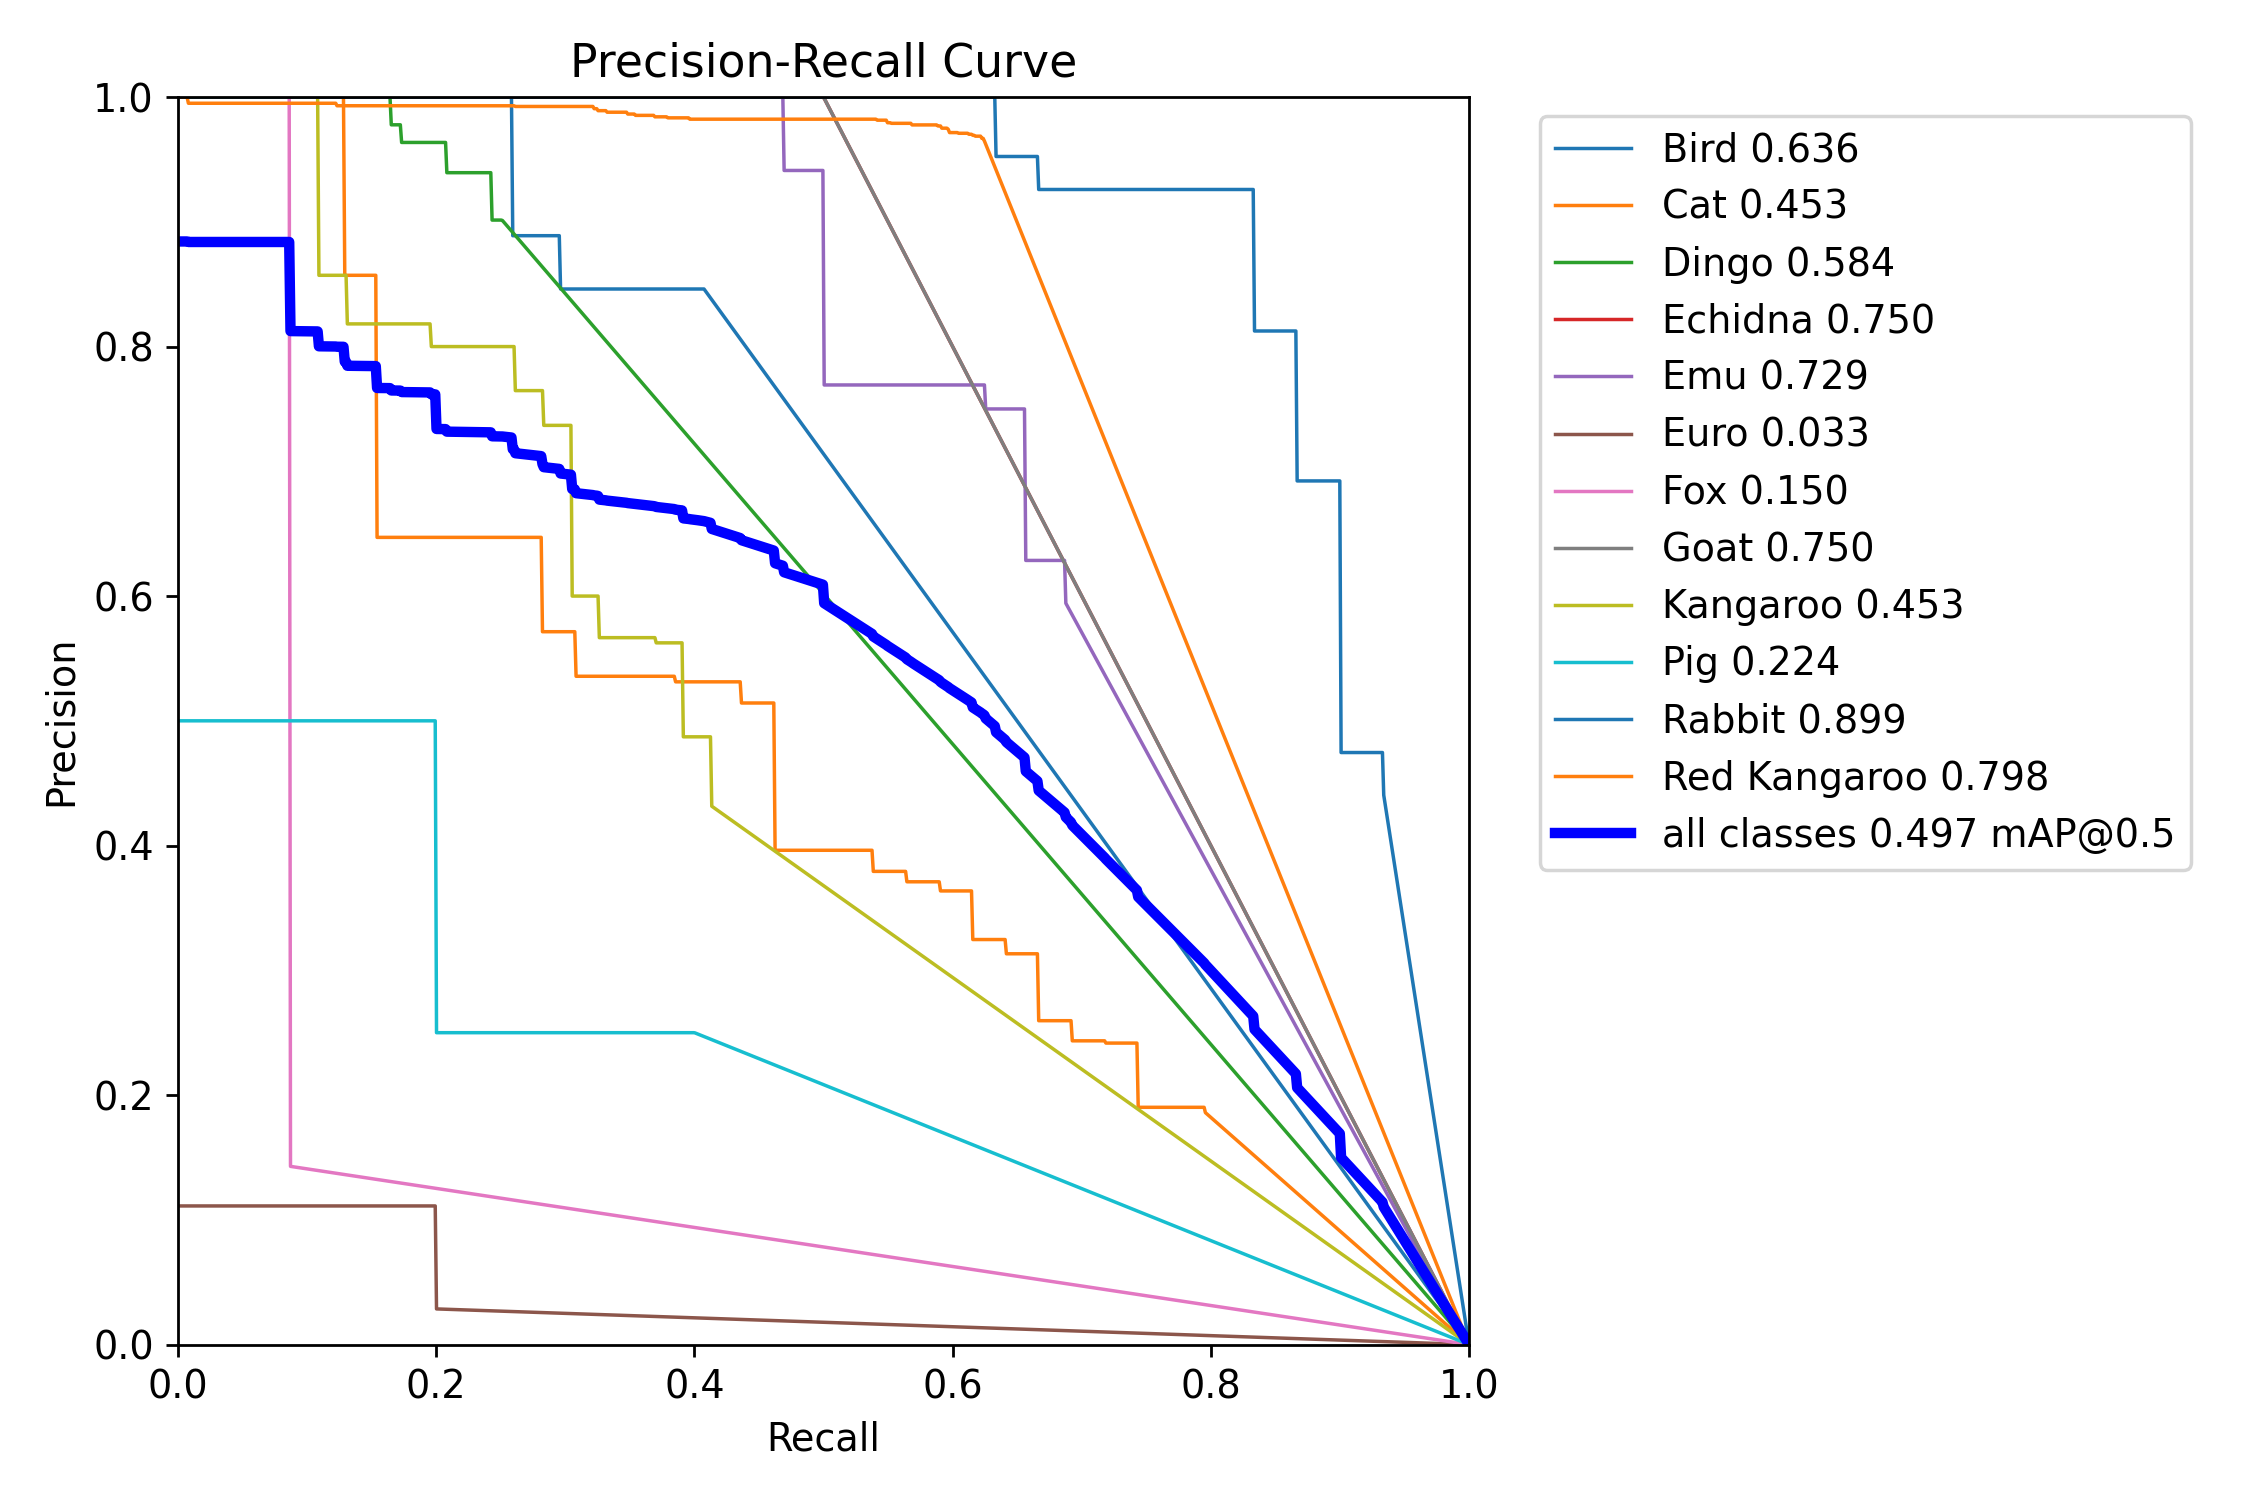 Precision-Recall Curve
1.0
0.8
0.6
0.4
0.2
0.0
Precision
0.0 0.2 0.4 0.6 0.8 1.0
Recall
Bird 0.636
Cat 0.453
Dingo 0.584
Echidna 0.750
Emu 0.729
Euro 0.033
Fox 0.150
Goat 0.750
Kangaroo 0.453
Pig 0.224
Rabbit 0.899
Red Kangaroo 0.798
all classes 0.497 mAP@0.5